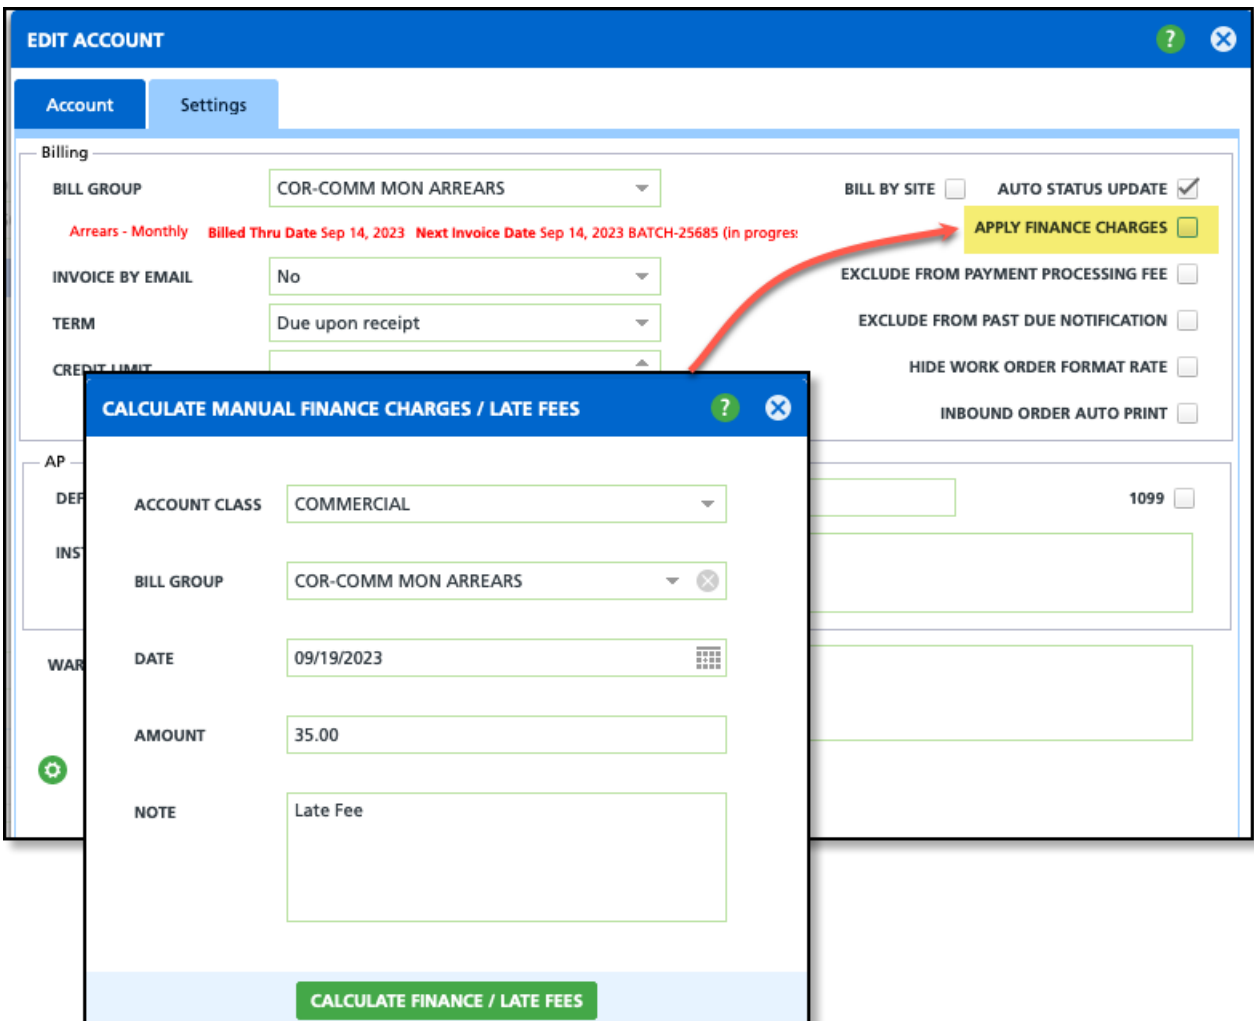 EDIT ACCOUNT
Account
Settings
Billing
BILL GROUP
COR-COMM MON ARREARS
BILL BY SITE
AUTO STATUS UPDATE
Arrears - Monthly Billed Thru Date Sep 14, 2023 Next Invoice Date Sep 14, 2023 BATCH-25685 (in progres
APPLY FINANCE CHARGES
INVOICE BY EMAIL
No
EXCLUDE FROM PAYMENT PROCESSING FEE
TERM
Due upon receipt
EXCLUDE FROM PAST DUE NOTIFICATION
CREDIT LIMIT
HIDE WORK ORDER FORMAT RATE
INBOUND ORDER AUTO PRINT
AP
DEF
1099
INST
WAR
CALCULATE MANUAL FINANCE CHARGES / LATE FEES
ACCOUNT CLASS
COMMERCIAL
BILL GROUP
COR-COMM MON ARREARS
DATE
09/19/2023
AMOUNT
35.00
NOTE
Late Fee
CALCULATE FINANCE / LATE FEES